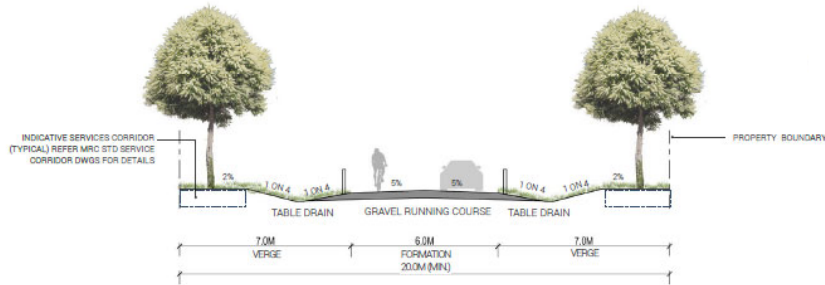 INDICATIVE SERVICES CORRIDOR
(TYPICAL) REFER MRC STD SERVICE
CORRIDOR DWGS FOR DETAILS
PROPERTY BOUNDARY
2%
1 ON 4
1 ON 4
5%
5%
1 ON 4
1 ON 4
2%
TABLE DRAIN
GRAVEL RUNNING COURSE
TABLE DRAIN
7.0M
VERGE
6.0M
FORMATION
7.0M
VERGE
20.0M (MIN.)